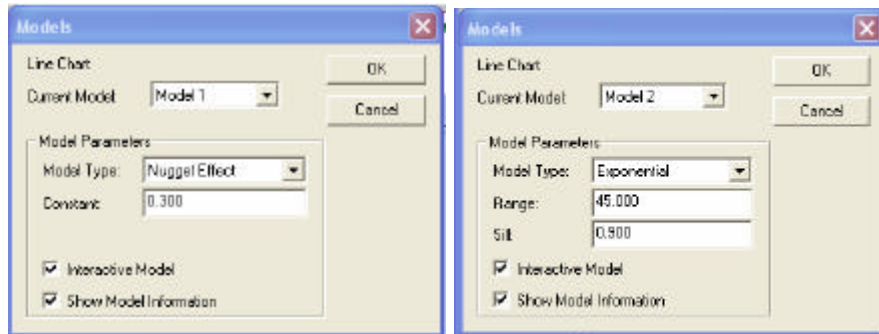 Models
Line Chart
Current Model: Model 1
OK
Cancel
Model Parameters
Model Type: Nugget Effect
Constant: 0.300
Interactive Model
Show Model Information
Models
Line Chart
Current Model: Model 2
OK
Cancel
Model Parameters
Model Type: Exponential
Range: 45.000
Sill: 0.900
Interactive Model
Show Model Information